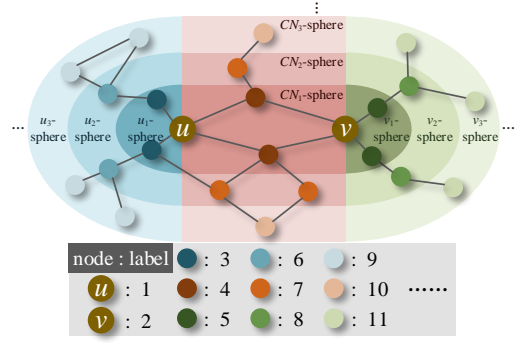 ⋮
CN₃-sphere
CN₂-sphere
CN₁-sphere
... u₃-sphere u₂-sphere u₁-sphere u v v₁-sphere v₂-sphere v₃-sphere ...
node : label
: 3 : 6 : 9
u : 1 : 4 : 7 : 10 ......
v : 2 : 5 : 8 : 11